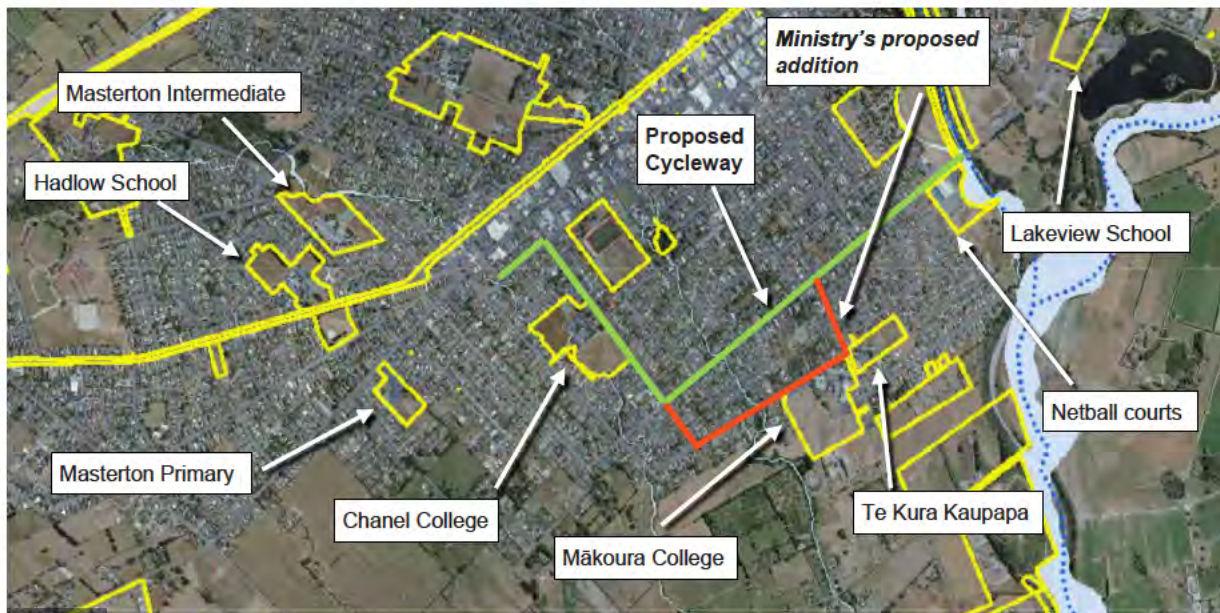 Ministry's proposed
addition
Masterton Intermediate
Proposed
Cycleway
Hadlow School
Lakeview School
Netball courts
Masterton Primary
Chanel College
Te Kura Kaupapa
Mākoura College